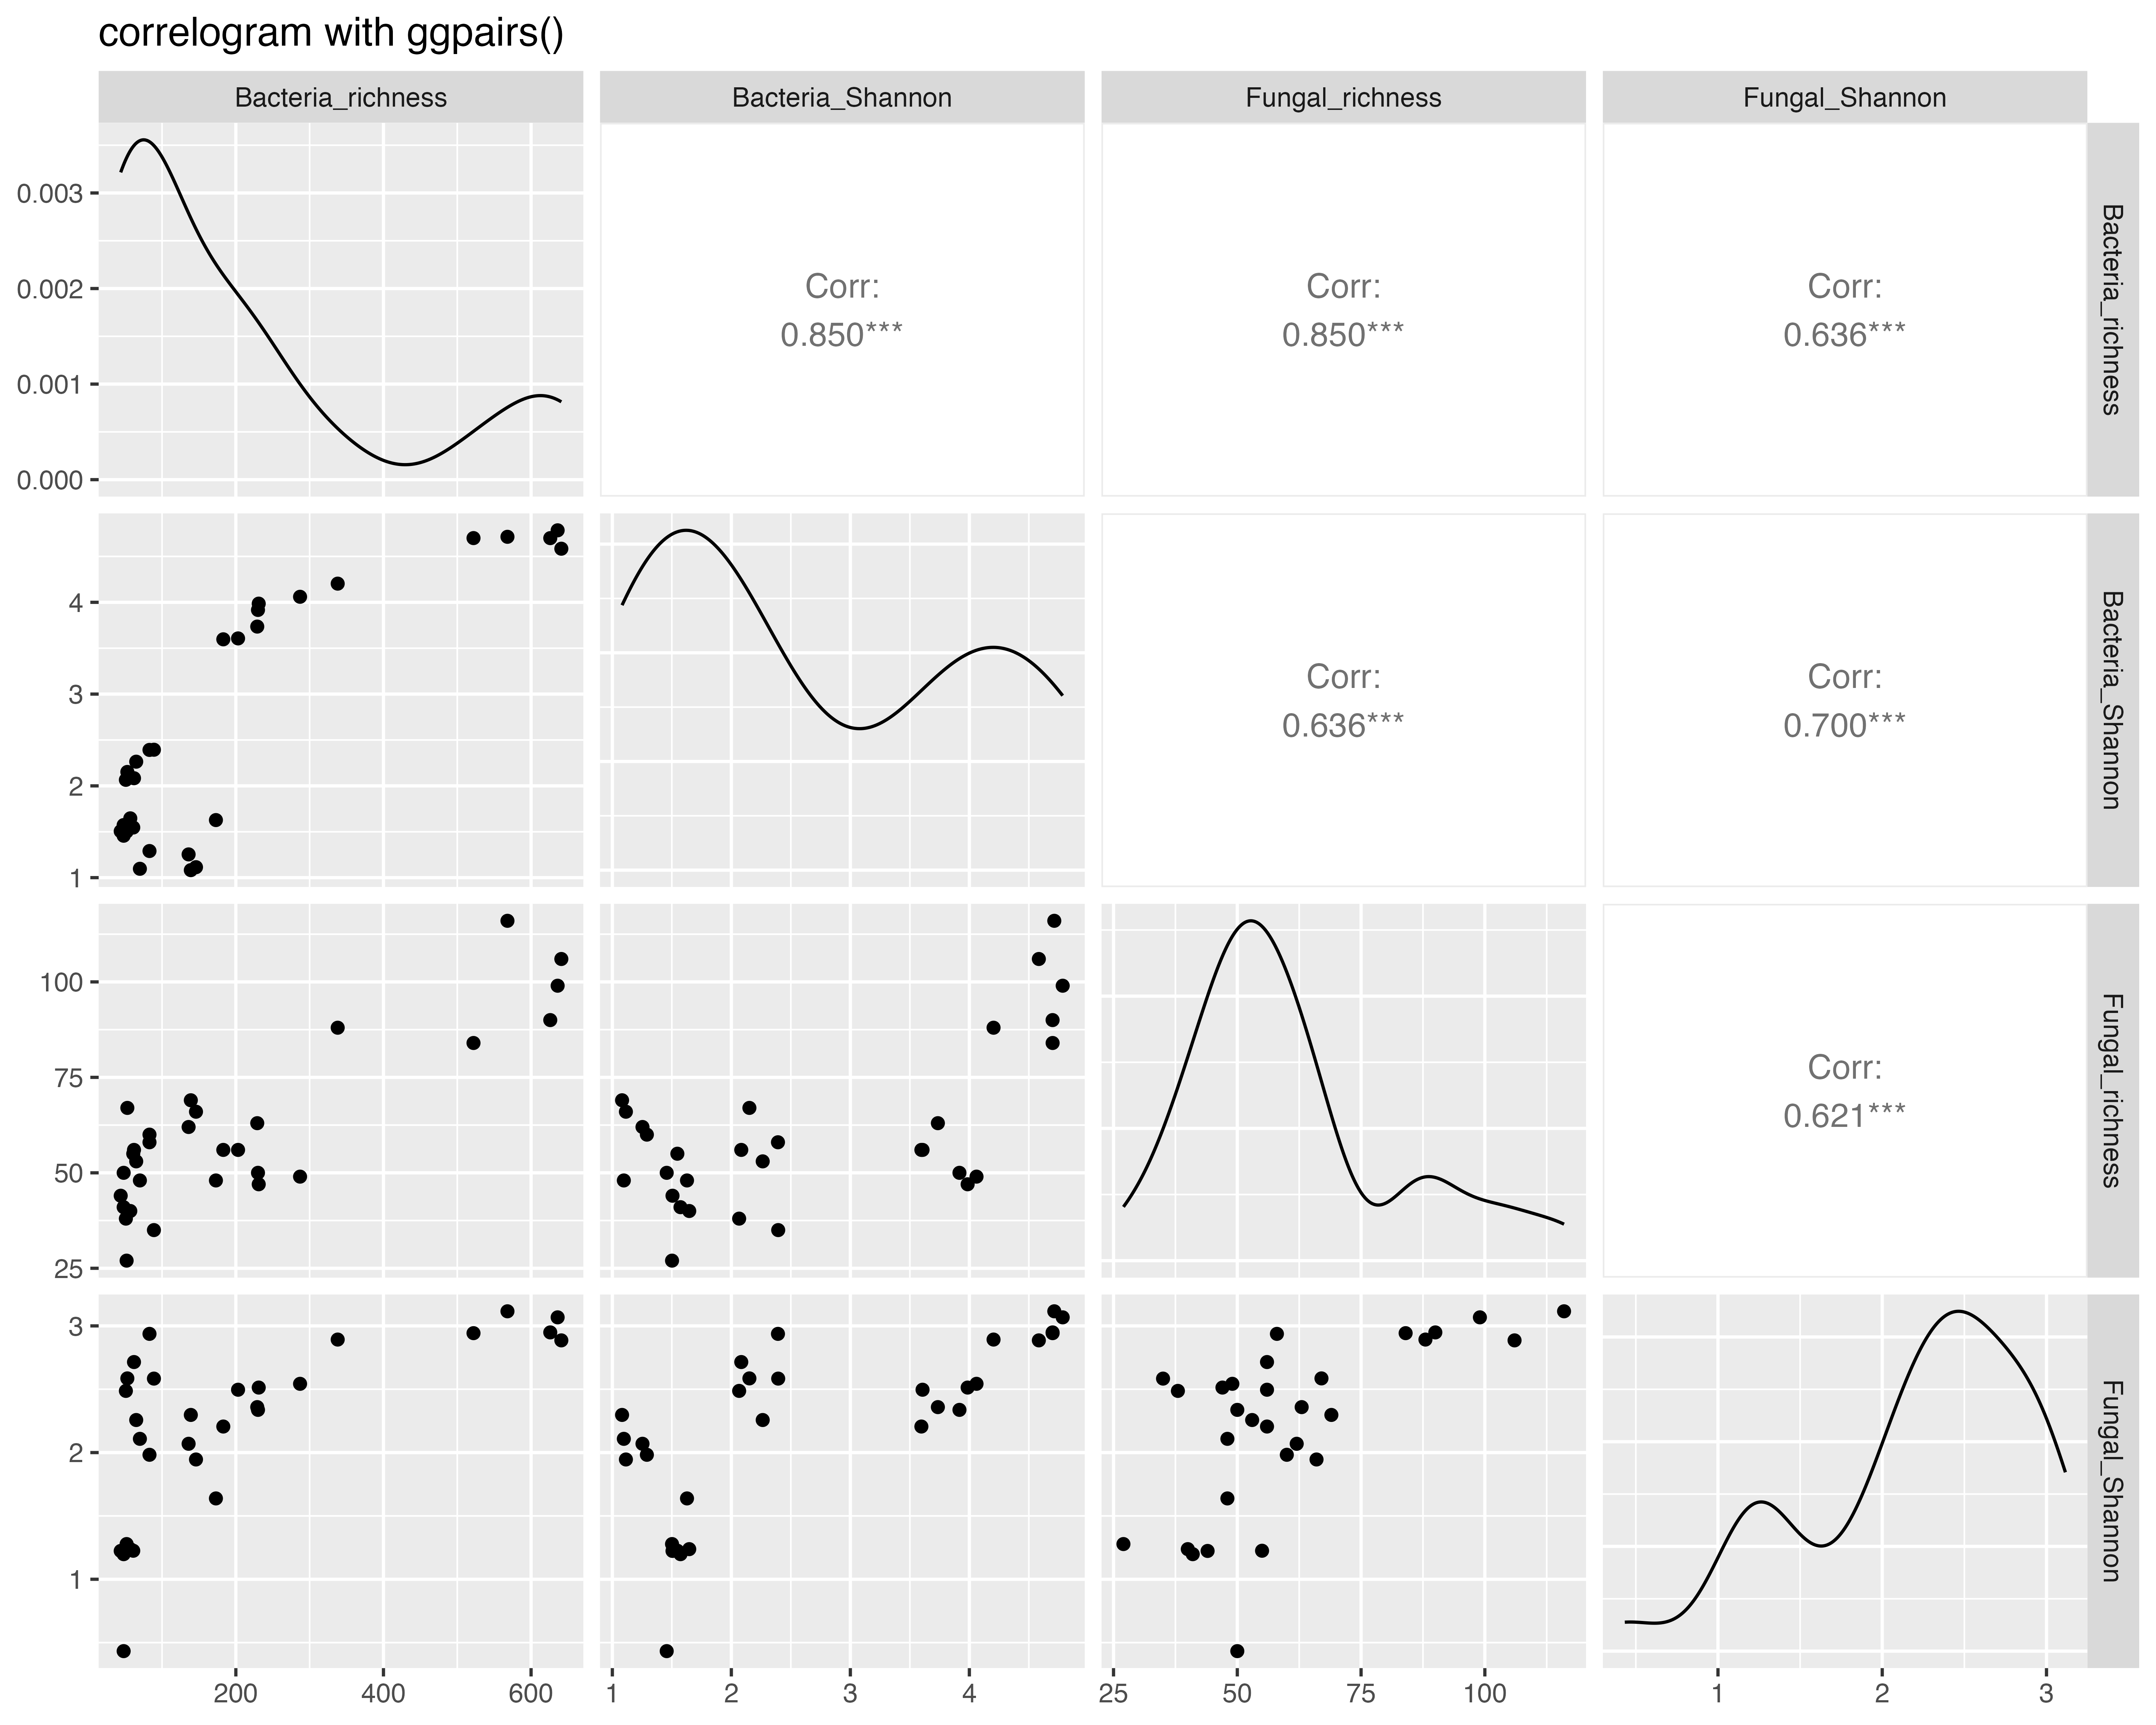 correlogram with ggpairs()
Bacteria_richness
Bacteria_Shannon
Fungal_richness
Fungal_Shannon
0.003
0.002
0.001
0.000
Corr:
0.850***
Corr:
0.850***
Corr:
0.636***
Bacteria_richness
4
3
2
1
Corr:
0.636***
Corr:
0.700***
Bacteria_Shannon
100
75
50
25
Corr:
0.621***
Fungal_richness
3
2
1
Fungal_Shannon
200
400
600
1
2
3
4
25
50
75
100
1
2
3